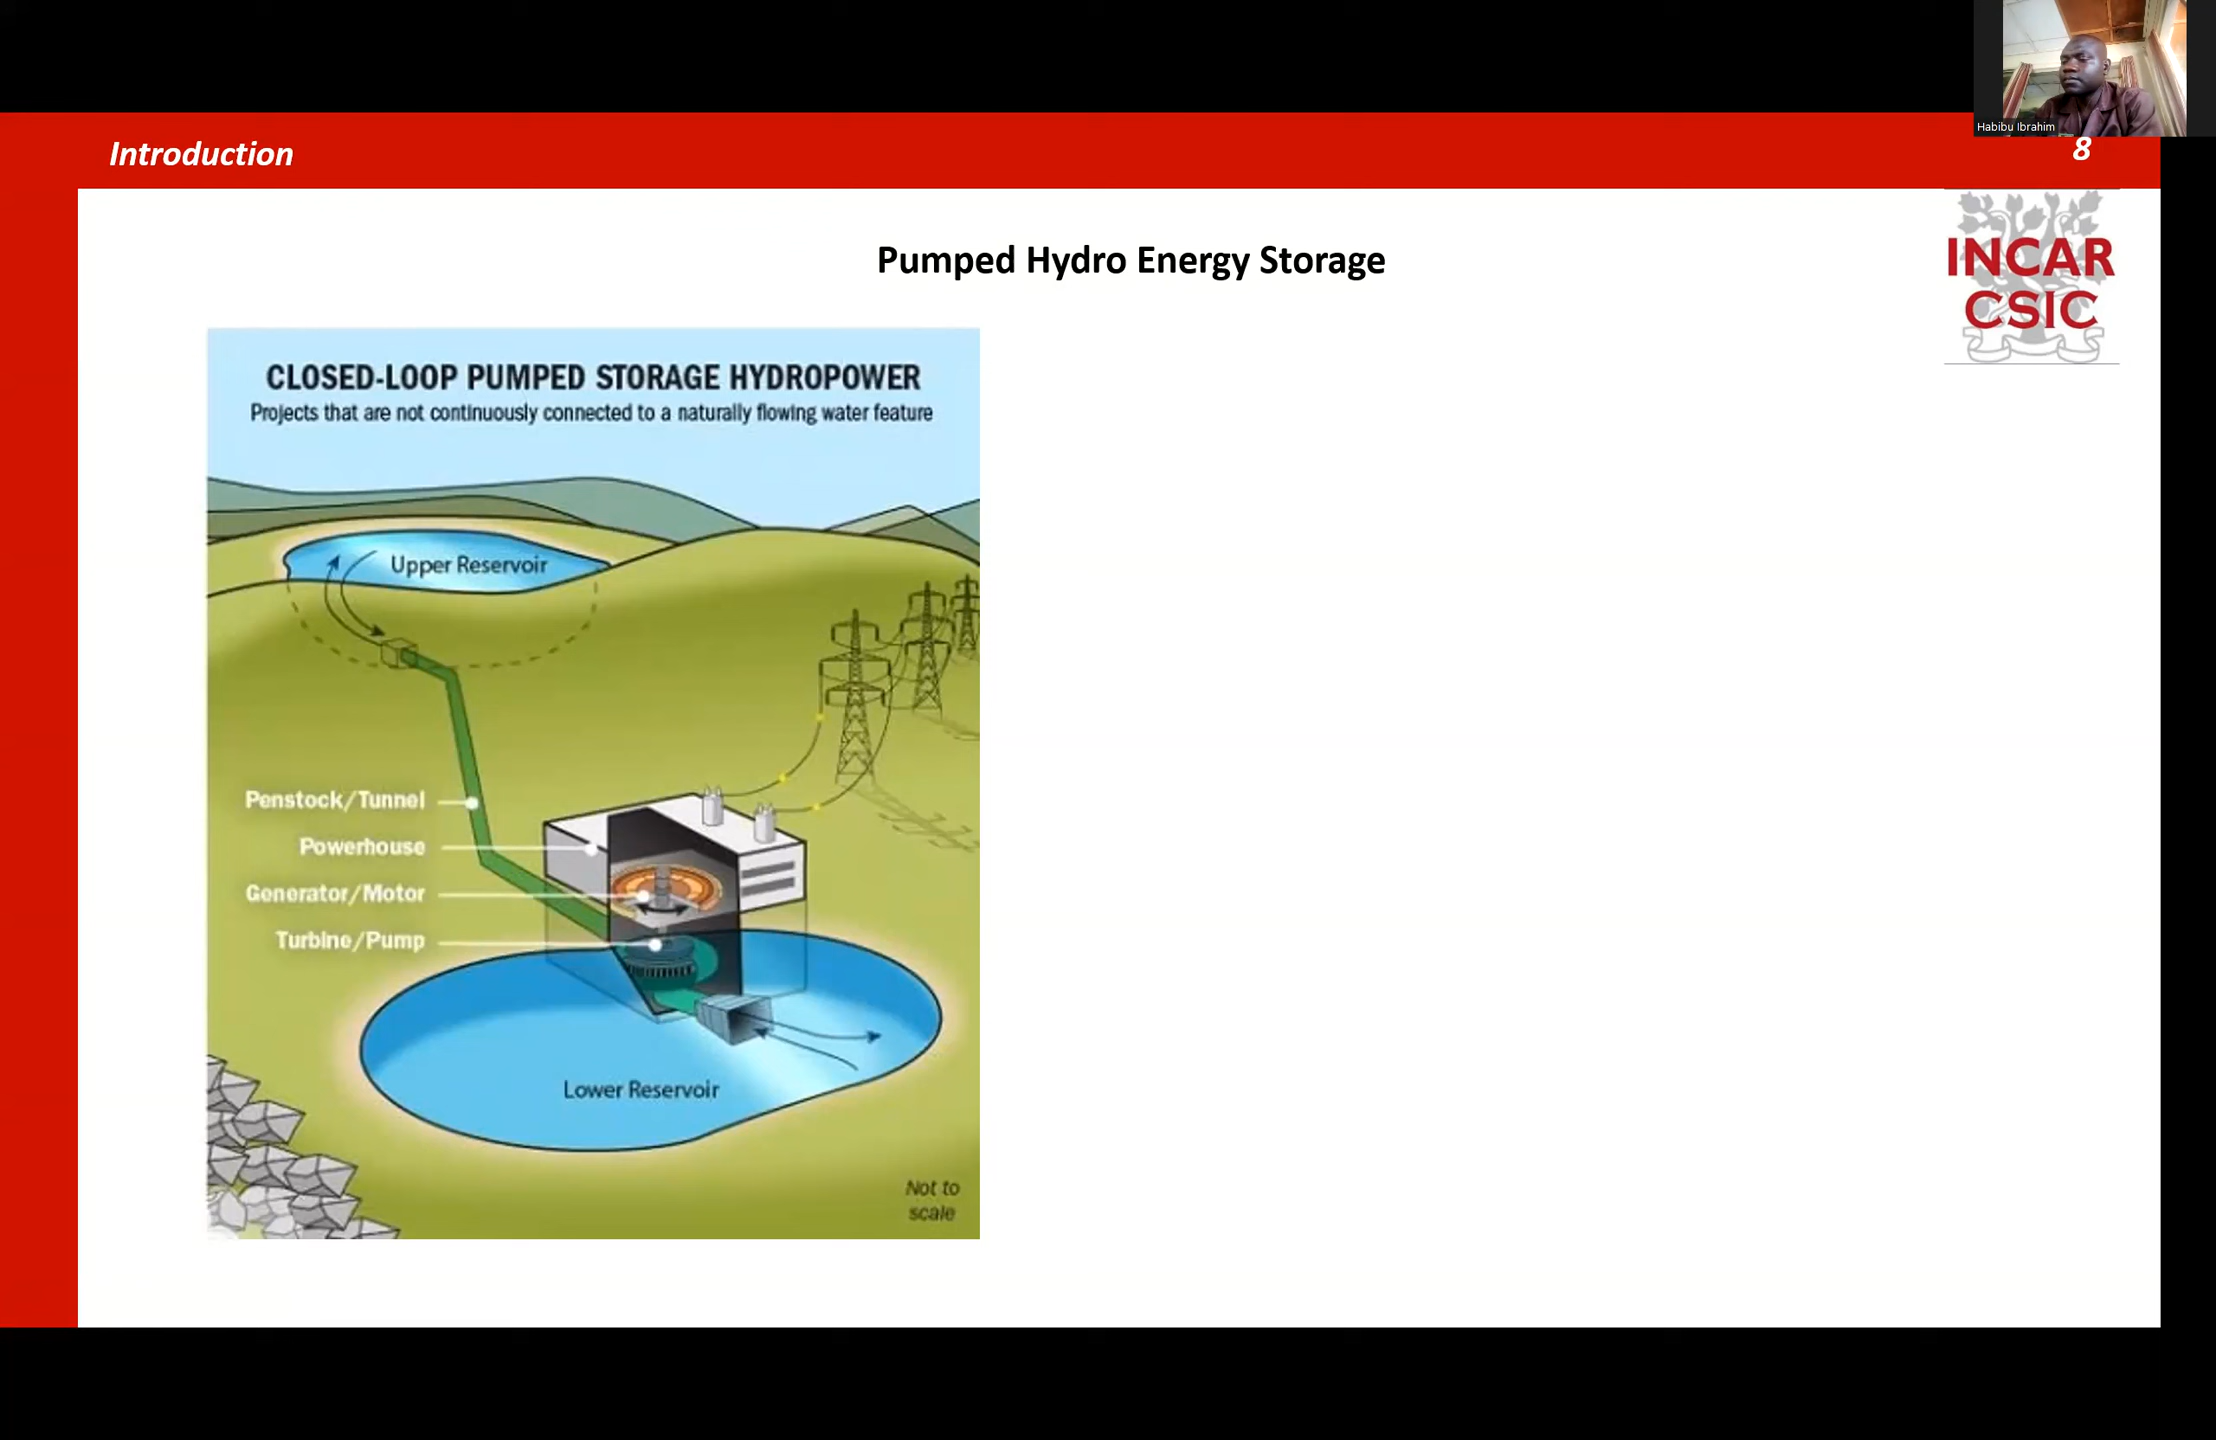 Habibu Ibrahim
Introduction
8
INCAR
CSIC
Pumped Hydro Energy Storage
CLOSED-LOOP PUMPED STORAGE HYDROPOWER
Projects that are not continuously connected to a naturally flowing water feature
Upper Reservoir
Penstock/Tunnel
Powerhouse
Generator/Motor
Turbine/Pump
Lower Reservoir
Not to
scale